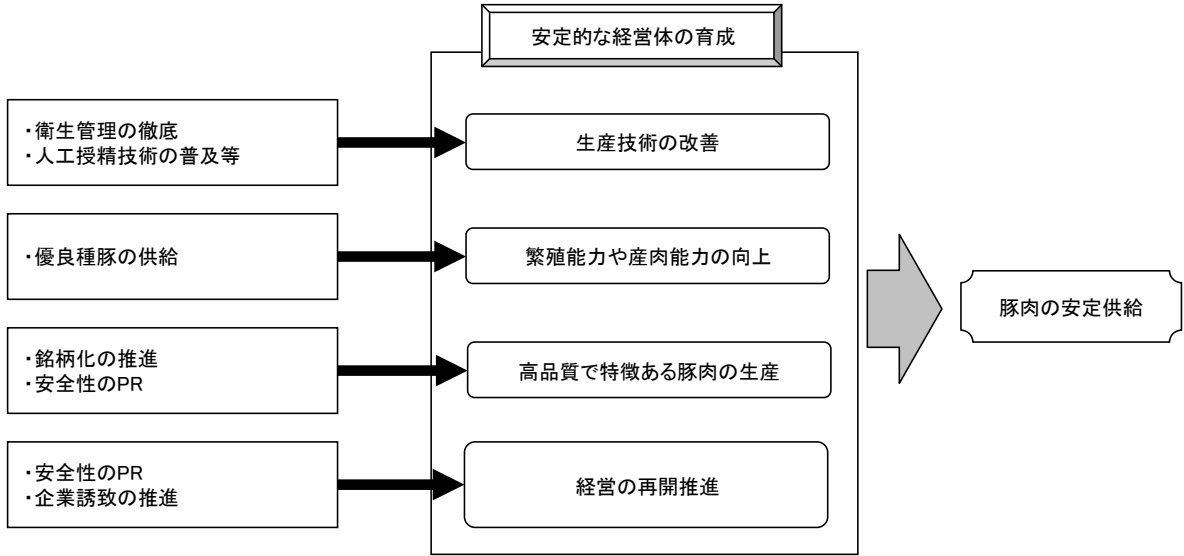 安定的な経営体の育成
・衛生管理の徹底
・人工授精技術の普及等
生産技術の改善
・優良種豚の供給
繁殖能力や産肉能力の向上
豚肉の安定供給
・銘柄化の推進
・安全性のPR
高品質で特徴ある豚肉の生産
・安全性のPR
・企業誘致の推進
経営の再開推進